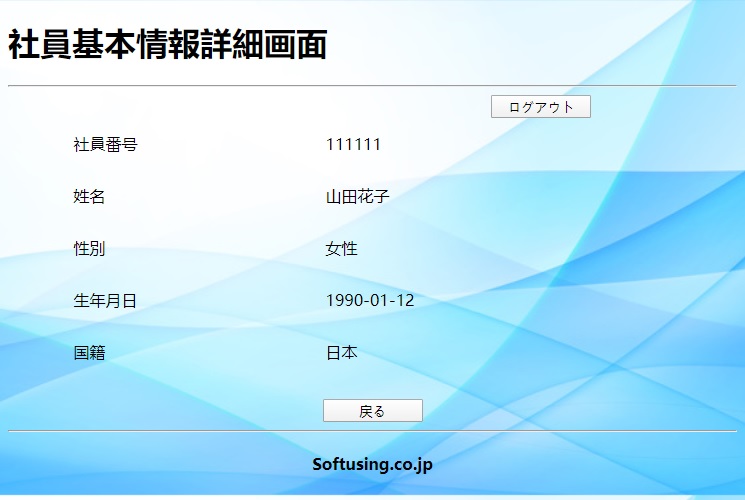 社員基本情報詳細画面
ログアウト
社員番号 111111
姓名 山田花子
性別 女性
生年月日 1990-01-12
国籍 日本
戻る
Softusing.co.jp